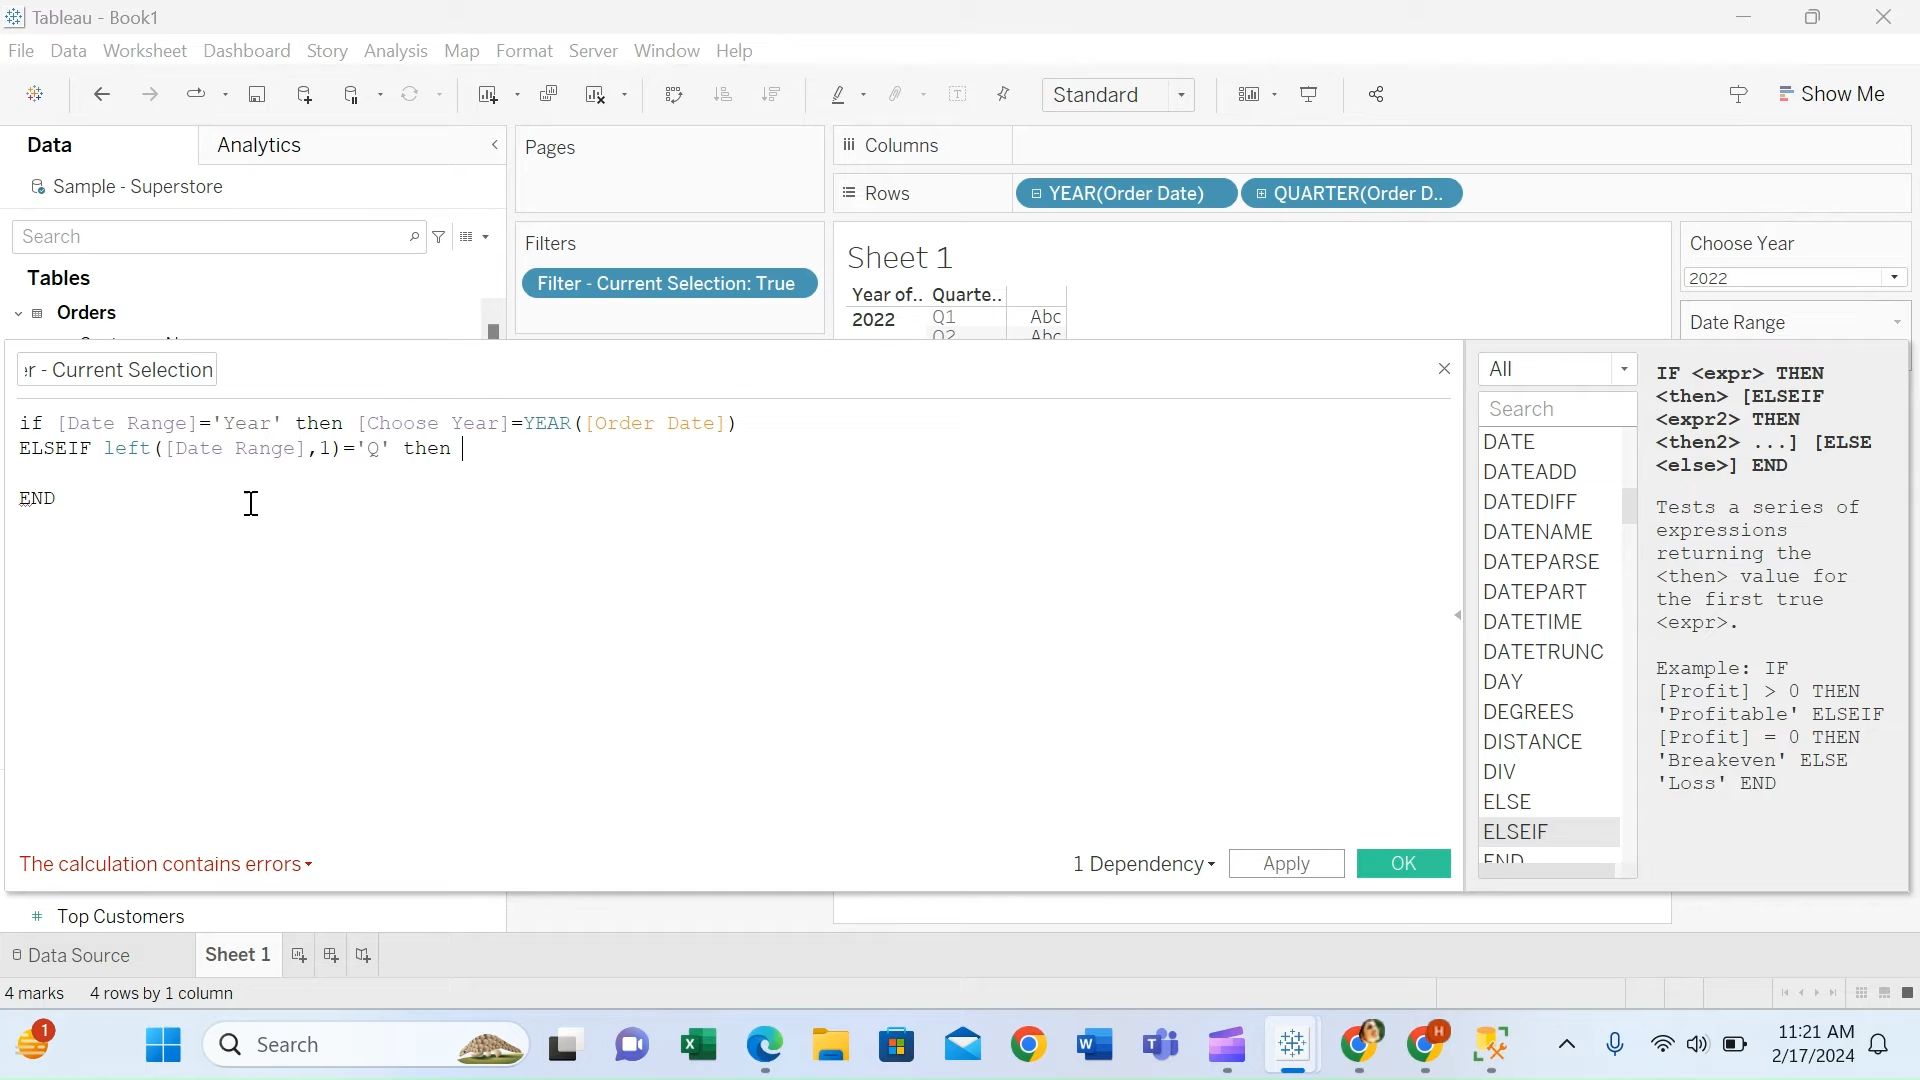 Tableau - Book1
File Data Worksheet Dashboard Story Analysis Map Format Server Window Help
Standard
Show Me
Data
Analytics
Pages
Columns
Sample - Superstore
Rows
YEAR(Order Date)
QUARTER(Order D..
Search
Filters
Sheet 1
Choose Year
Tables
Filter - Current Selection: True
2022
Year of..
Quarte..
Orders
2022
Q1
Abc
Date Range
Q2
Abc
er - Current Selection
All
IF <expr> THEN
<then> [ELSEIF
<expr2> THEN
<then2> ...] [ELSE
<else>] END
Search
if [Date Range]='Year' then [Choose Year]=YEAR([Order Date])
ELSEIF left([Date Range],1)='Q' then
END
DATE
DATEADD
DATEDIFF
DATENAME
DATEPARSE
DATEPART
DATETIME
DATETRUNC
DAY
DEGREES
DISTANCE
DIV
ELSE
ELSEIF
END
Tests a series of
expressions
returning the
<then> value for
the first true
<expr>.
Example: IF
[Profit] > 0 THEN
'Profitable' ELSEIF
[Profit] = 0 THEN
'Breakeven' ELSE
'Loss' END
The calculation contains errors
1 Dependency
Apply
OK
Top Customers
Data Source
Sheet 1
4 marks
4 rows by 1 column
1
Search
H
11:21 AM
2/17/2024